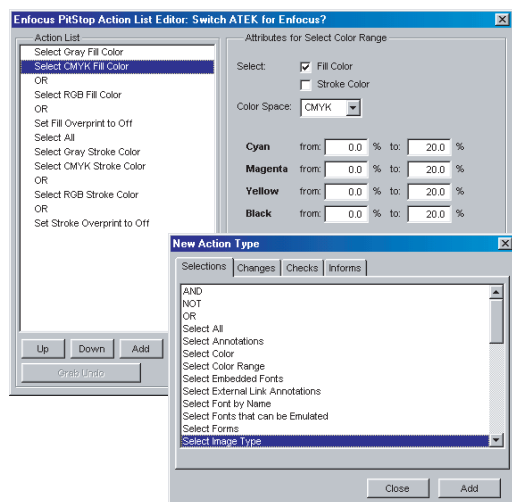 Enfocus PitStop Action List Editor: Switch ATEK for Enfocus?
Action List
Select Gray Fill Color
Select CMYK Fill Color
OR
Select RGB Fill Color
OR
Set Fill Overprint to Off
Select All
Select Gray Stroke Color
Select CMYK Stroke Color
OR
Select RGB Stroke Color
OR
Set Stroke Overprint to Off
Up Down Add
Grab Undo
Attributes for Select Color Range
Select: Fill Color
Stroke Color
Color Space: CMYK
Cyan from: 0.0 % to: 20.0 %
Magenta from: 0.0 % to: 20.0 %
Yellow from: 0.0 % to: 20.0 %
Black from: 0.0 % to: 20.0 %
New Action Type
Selections Changes Checks Informs
AND
NOT
OR
Select All
Select Annotations
Select Color
Select Color Range
Select Embedded Fonts
Select External Link Annotations
Select Font by Name
Select Fonts that can be Emulated
Select Forms
Select Image Type
Close Add